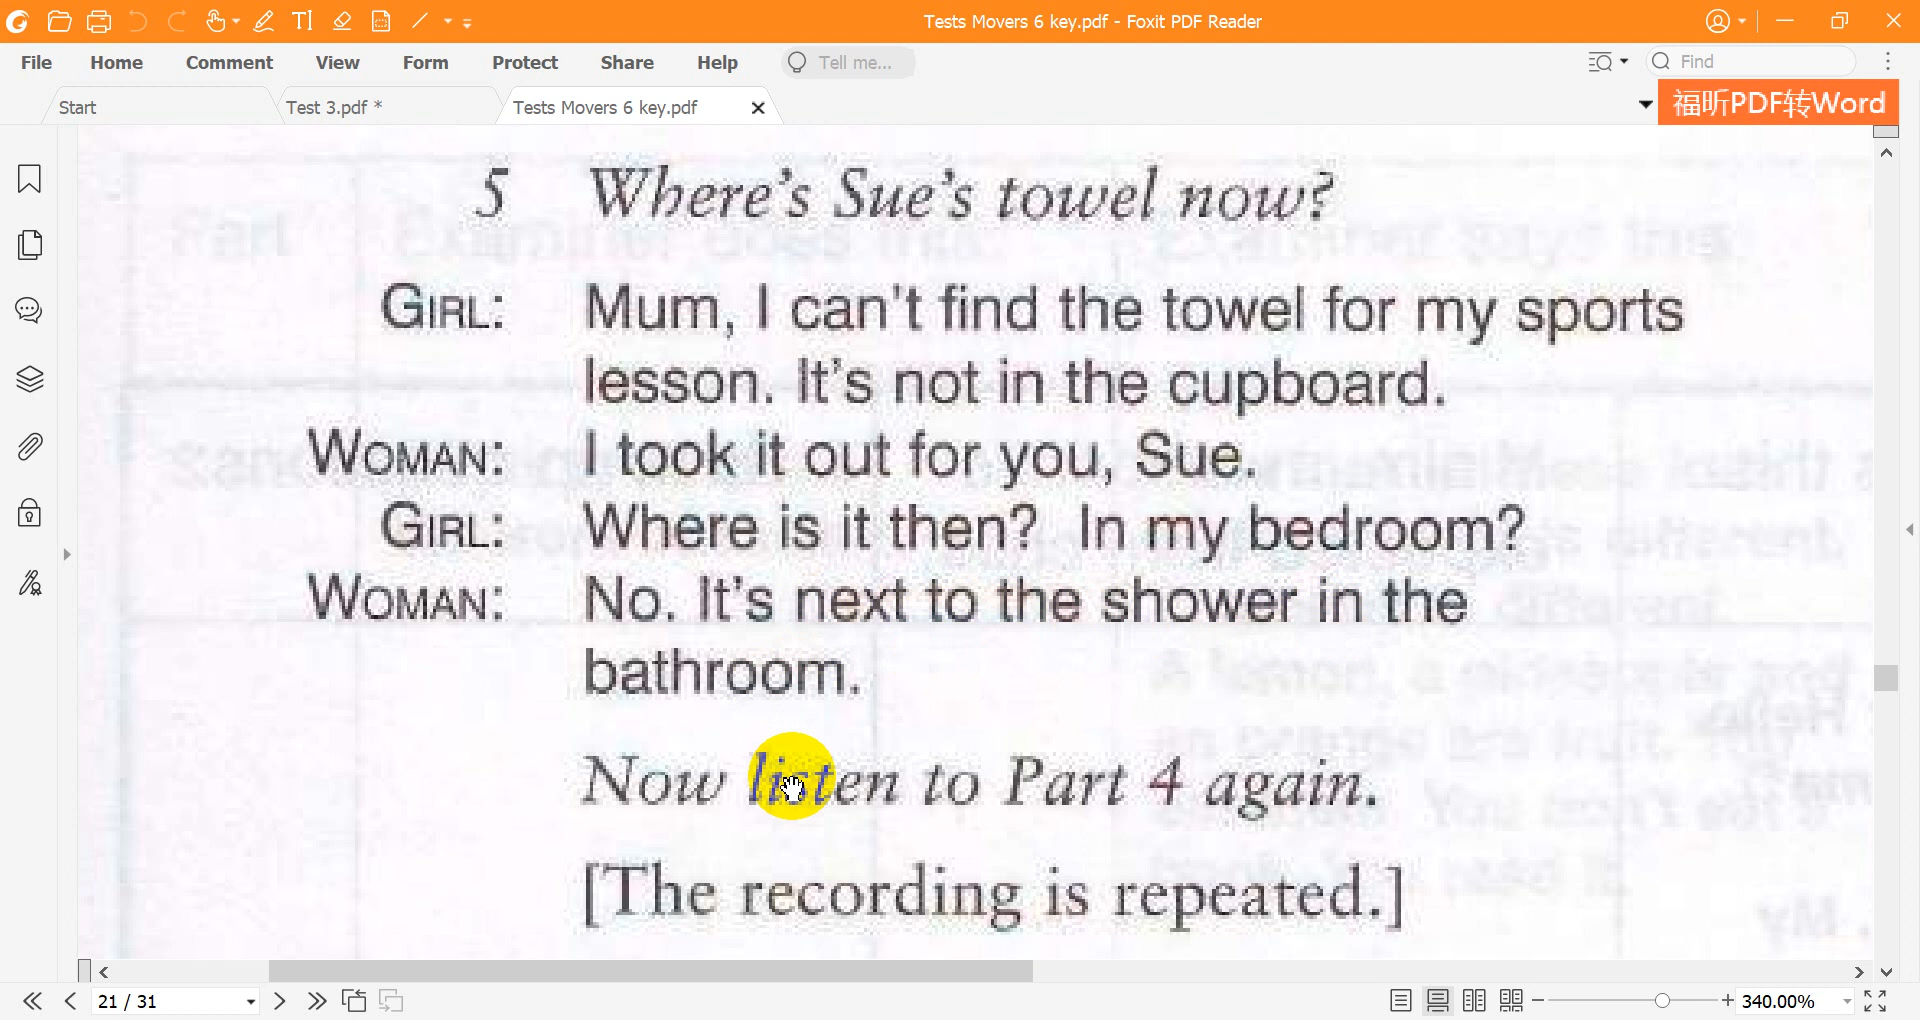 Tests Movers 6 key.pdf - Foxit PDF Reader
File Home Comment View Form Protect Share Help Tell me... Find
Start Test 3.pdf * Tests Movers 6 key.pdf 福昕PDF转Word
5 Where's Sue's towel now?
GIRL: Mum, I can't find the towel for my sports
lesson. It's not in the cupboard.
WOMAN: I took it out for you, Sue.
GIRL: Where is it then? In my bedroom?
WOMAN: No. It's next to the shower in the
bathroom.
Now listen to Part 4 again.
[The recording is repeated.]
21 / 31 340.00%